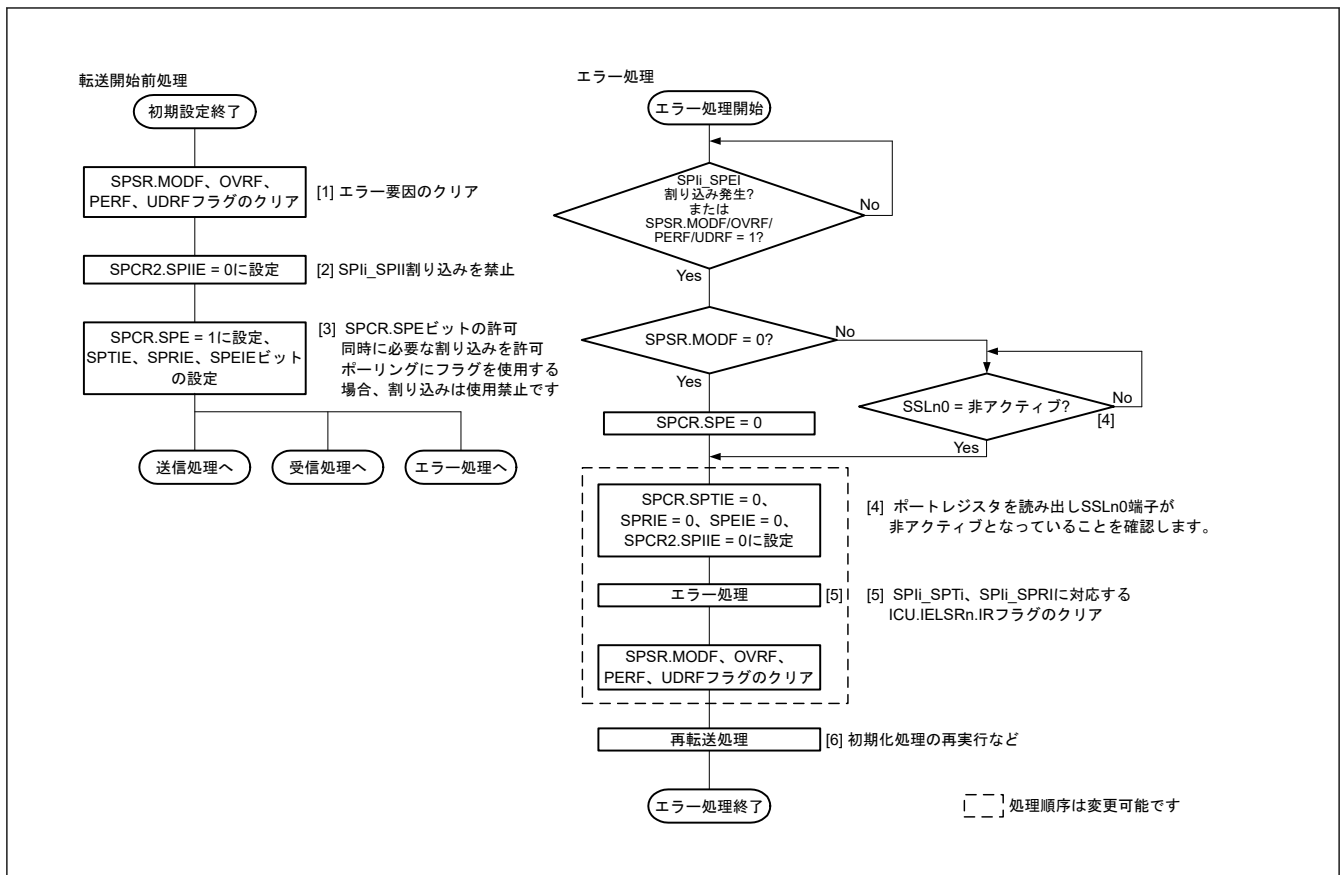 転送開始前処理
初期設定終了
SPSR.MODF、OVRF、
PERF、UDRFフラグのクリア
[1] エラー要因のクリア
SPCR2.SPIIE = 0に設定
[2] SPIi_SPII割り込みを禁止
SPCR.SPE = 1に設定、
SPTIE、SPRIE、SPEIEビット
の設定
[3] SPCR.SPEビットの許可
同時に必要な割り込みを許可
ポーリングにフラグを使用する
場合、割り込みは使用禁止です
送信処理へ
受信処理へ
エラー処理へ
エラー処理
エラー処理開始
SPIi_SPEI
割り込み発生?
または
SPSR.MODF/OVRF/
PERF/UDRF = 1?
No
Yes
SPSR.MODF = 0?
No
Yes
SSLn0 = 非アクティブ?
No
[4]
Yes
SPCR.SPE = 0
SPCR.SPTIE = 0、
SPRIE = 0、SPEIE = 0、
SPCR2.SPIIE = 0に設定
[4] ポートレジスタを読み出しSSLn0端子が
非アクティブとなっていることを確認します。
エラー処理
[5]
[5] SPIi_SPTi、SPIi_SPRIに対応する
ICU.IELSRn.IRフラグのクリア
SPSR.MODF、OVRF、
PERF、UDRFフラグのクリア
再転送処理
[6] 初期化処理の再実行など
エラー処理終了
処理順序は変更可能です